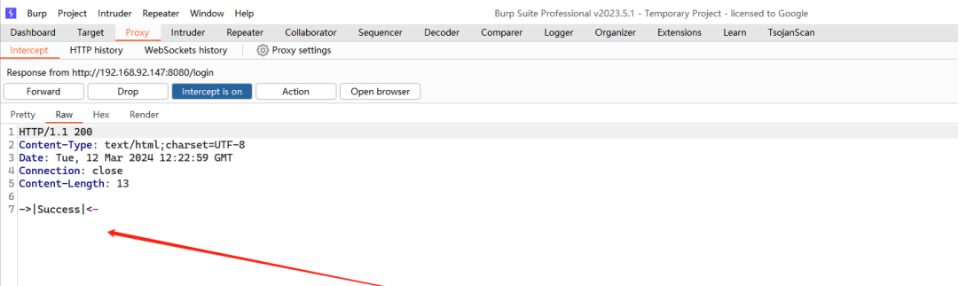 Burp Project Intruder Repeater Window Help Burp Suite Professional v2023.5.1 - Temporary Project - licensed to Google
Dashboard Target Proxy Intruder Repeater Collaborator Sequencer Decoder Comparer Logger Organizer Extensions Learn TsojanScan
Intercept HTTP history WebSockets history Proxy settings
Response from http://192.168.92.147:8080/login
Forward Drop Intercept is on Action Open browser
Pretty Raw Hex Render
1 HTTP/1.1 200
2 Content-Type: text/html;charset=UTF-8
3 Date: Tue, 12 Mar 2024 12:22:59 GMT
4 Connection: close
5 Content-Length: 13
6
7 ->|Success|<-